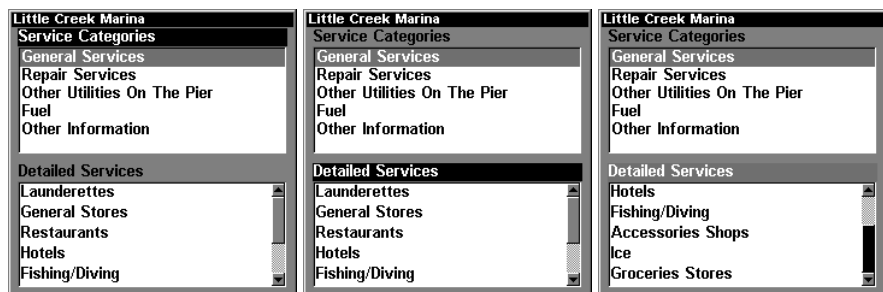 Little Creek Marina
Service Categories
General Services
Repair Services
Other Utilities On The Pier
Fuel
Other Information
Detailed Services
Launderettes
General Stores
Restaurants
Hotels
Fishing/Diving
Little Creek Marina
Service Categories
General Services
Repair Services
Other Utilities On The Pier
Fuel
Other Information
Detailed Services
Launderettes
General Stores
Restaurants
Hotels
Fishing/Diving
Little Creek Marina
Service Categories
General Services
Repair Services
Other Utilities On The Pier
Fuel
Other Information
Detailed Services
Hotels
Fishing/Diving
Accessories Shops
Ice
Groceries Stores